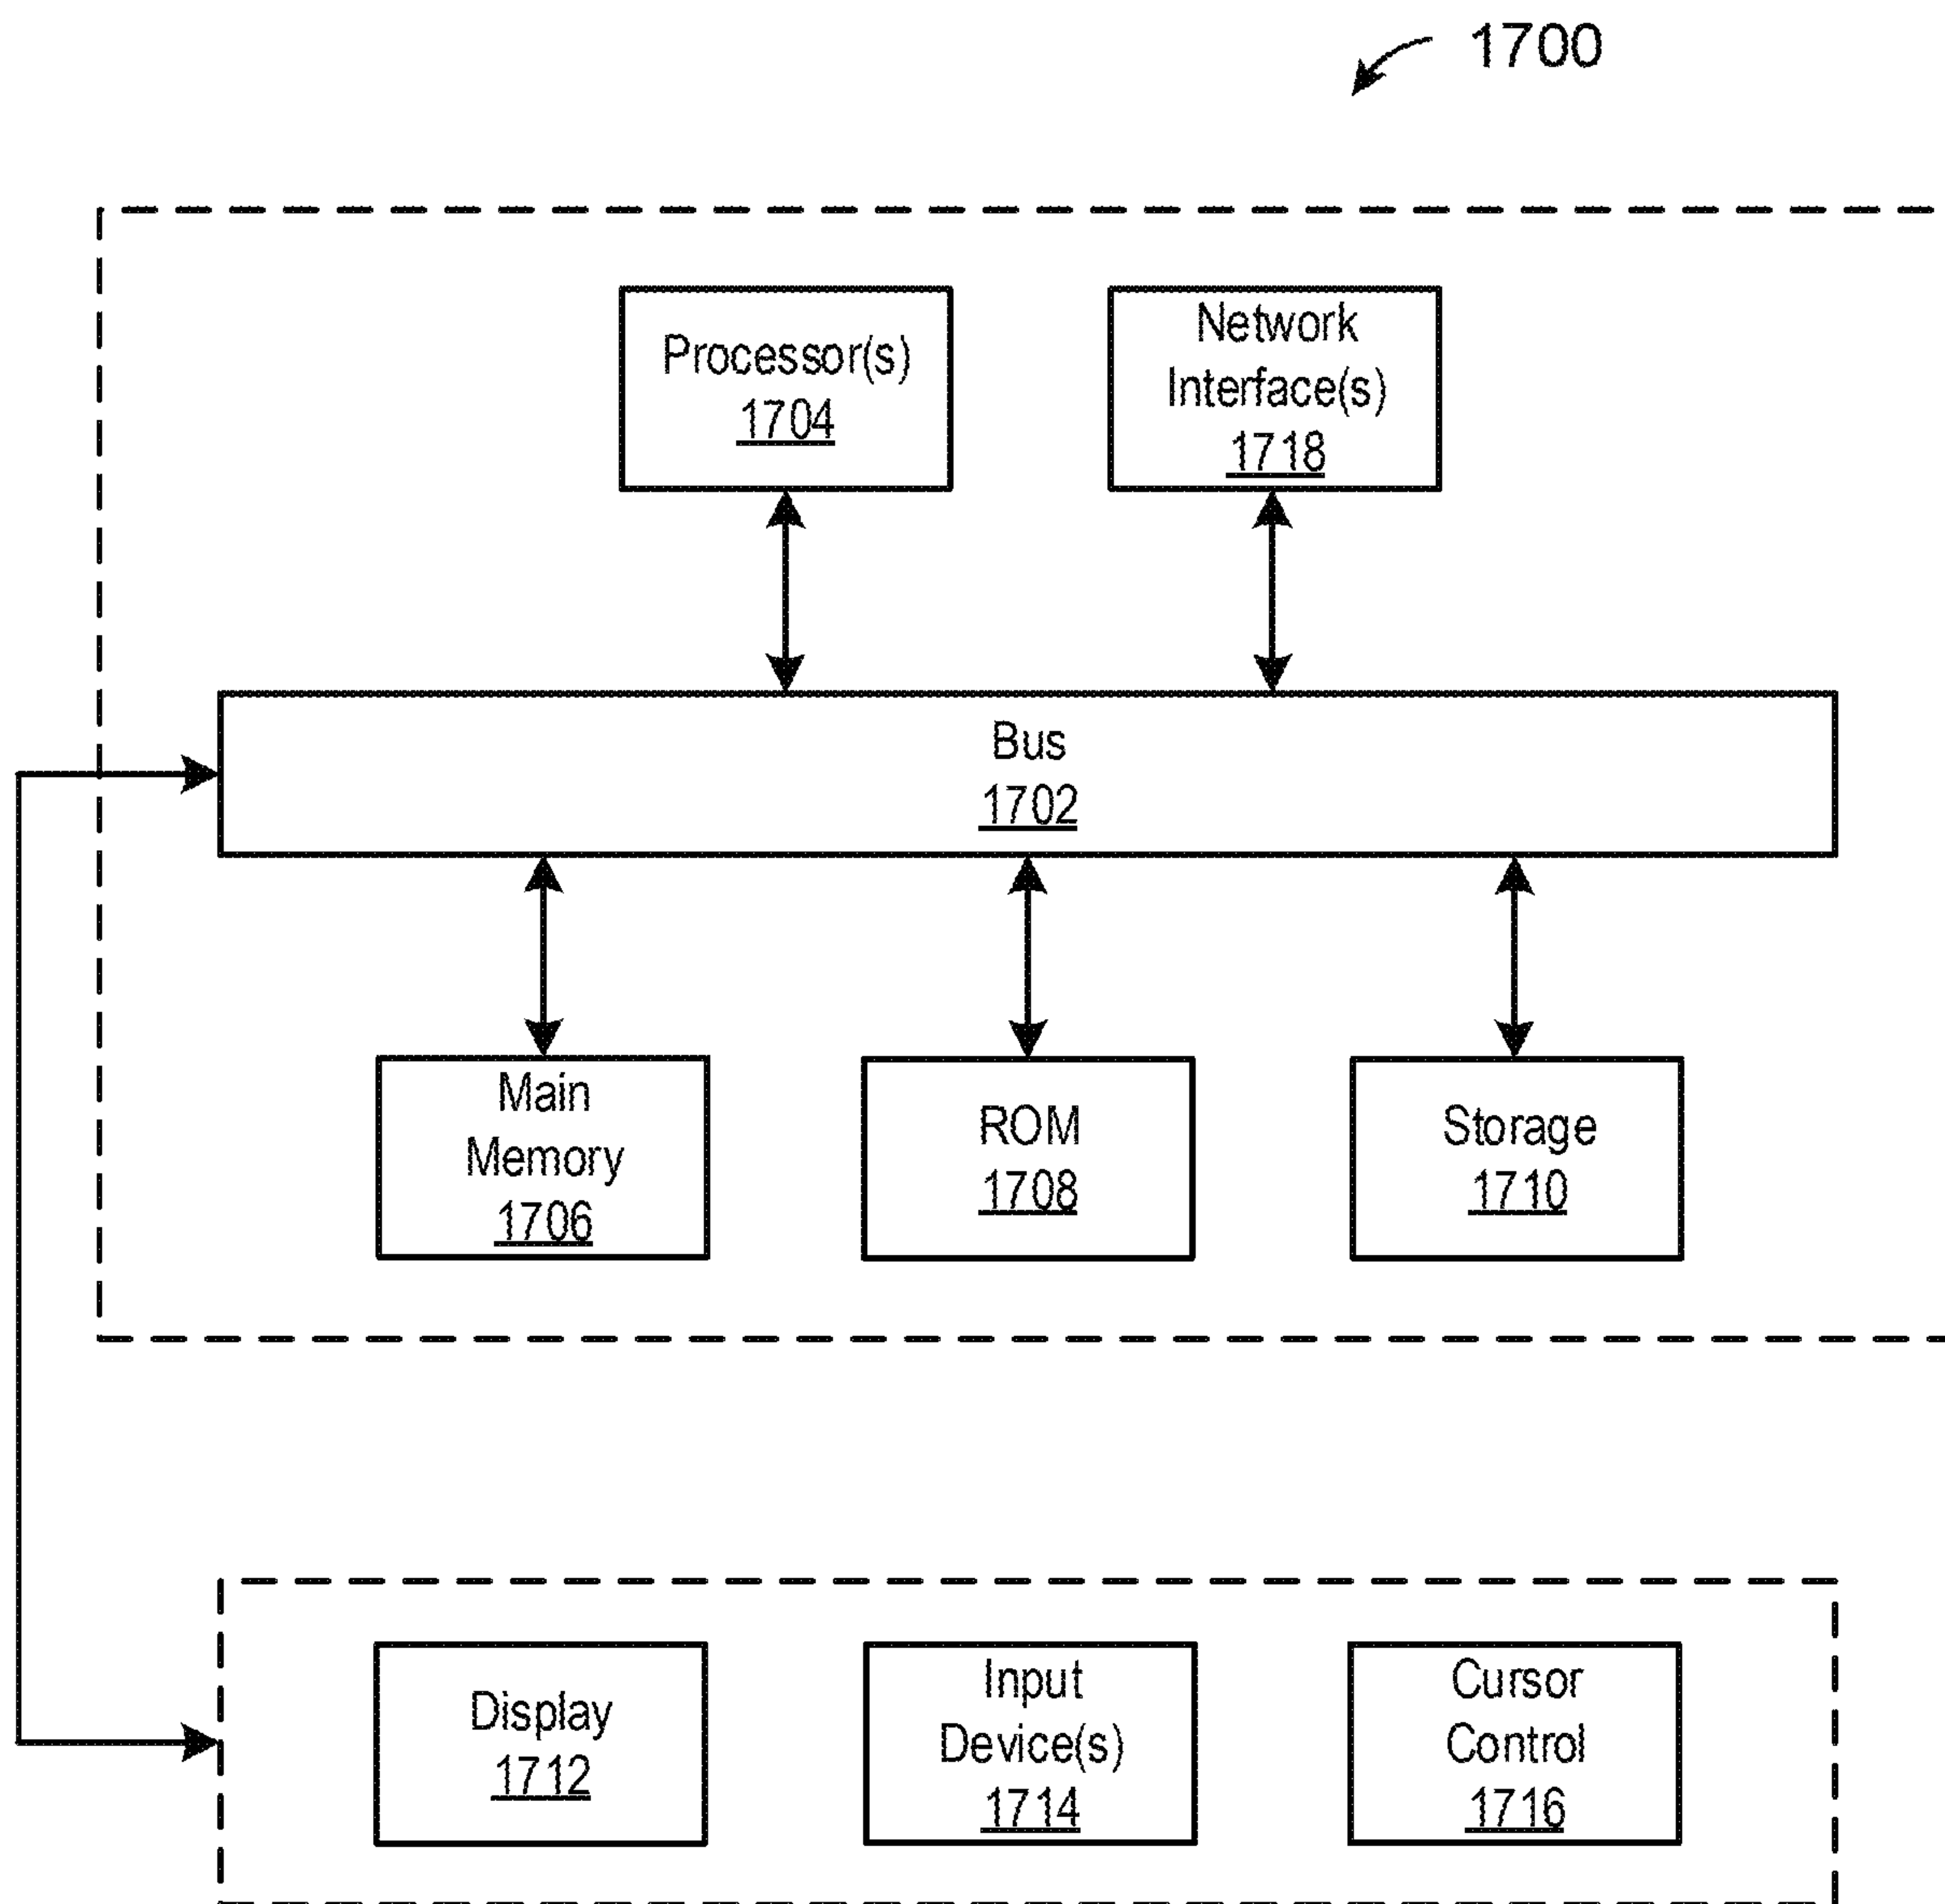 1700
Processor(s)
1704
Network
Interface(s)
1718
Bus
1702
Main
Memory
1706
ROM
1708
Storage
1710
Display
1712
Input
Device(s)
1714
Cursor
Control
1716